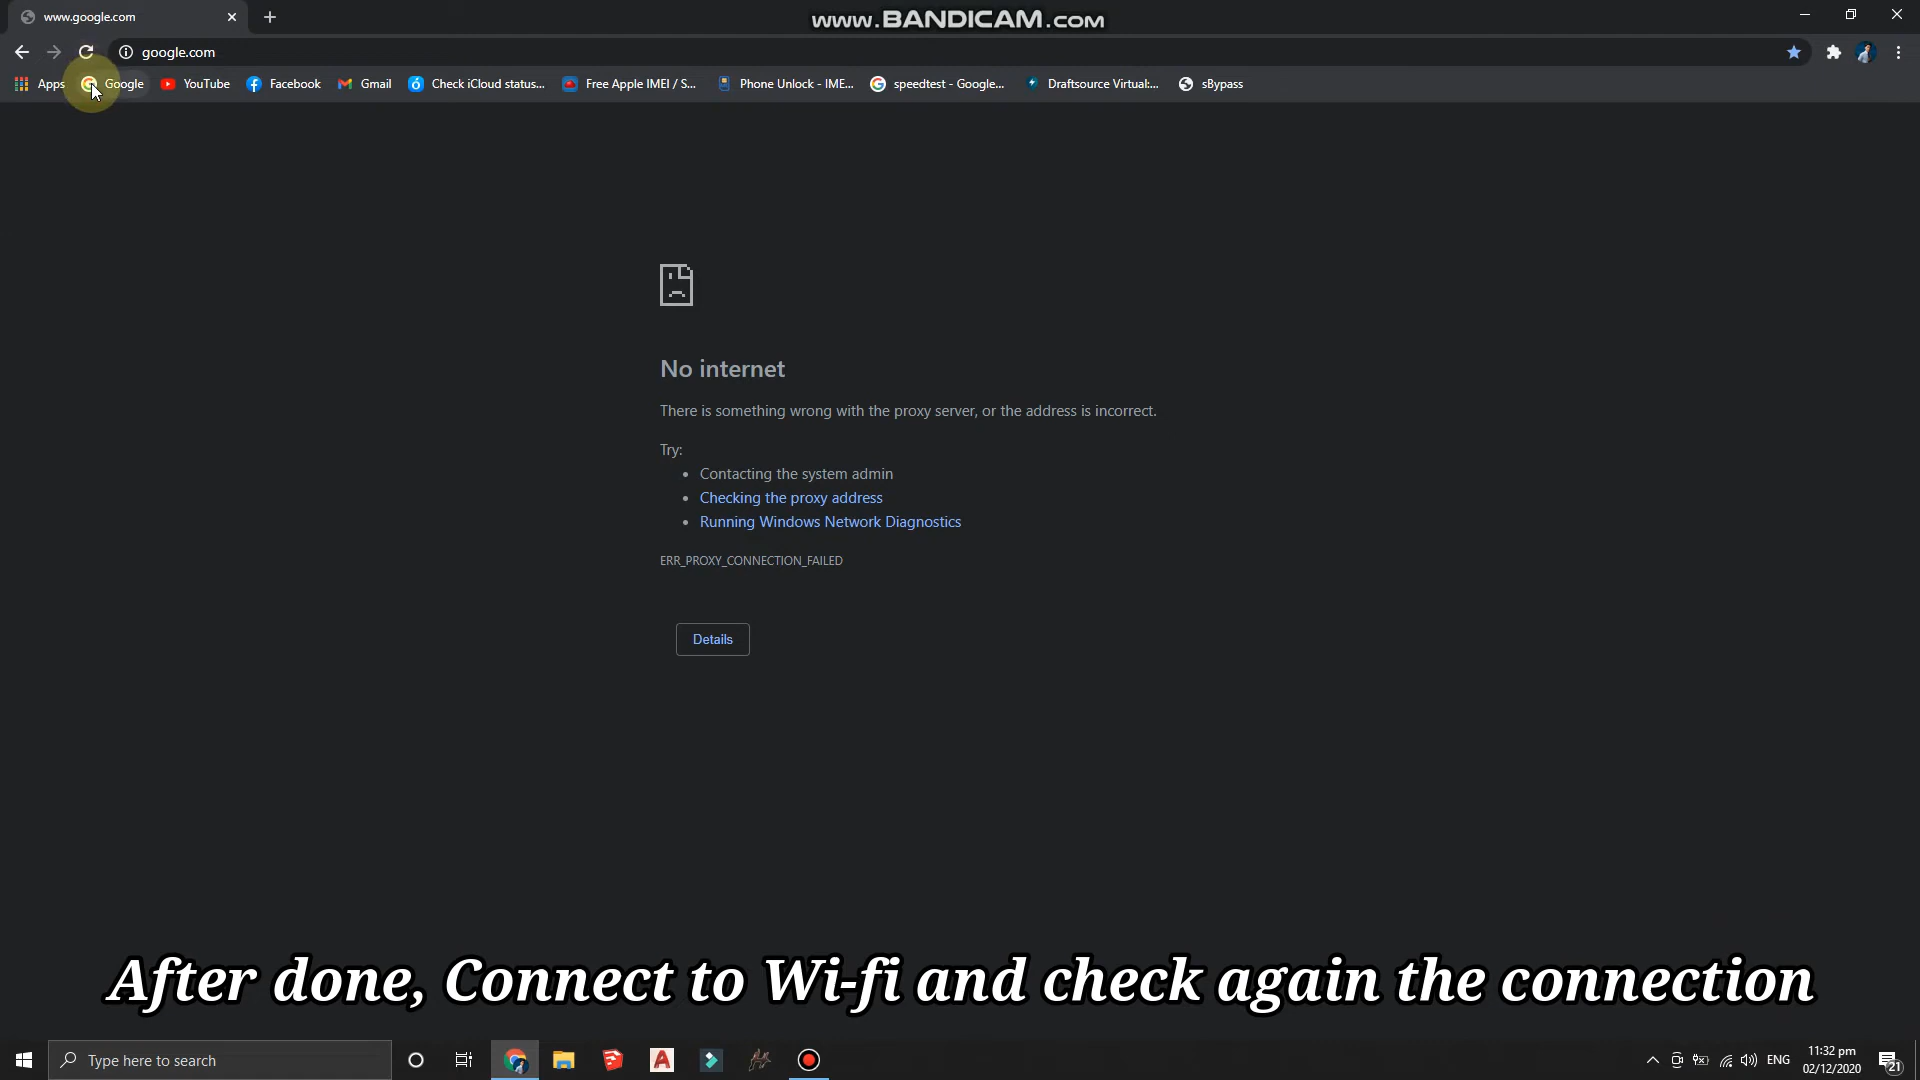 www.google.com
www.BANDICAM.com
google.com
Apps
Google
YouTube
Facebook
Gmail
Check iCloud status...
Free Apple IMEI / S...
Phone Unlock - IME...
speedtest - Google...
Draftsource Virtual:...
sBypass
No internet
There is something wrong with the proxy server, or the address is incorrect.
Try:
• Contacting the system admin
• Checking the proxy address
• Running Windows Network Diagnostics
ERR_PROXY_CONNECTION_FAILED
Details
After done, Connect to Wi-fi and check again the connection
Type here to search
ENG
11:32 pm
02/12/2020
21